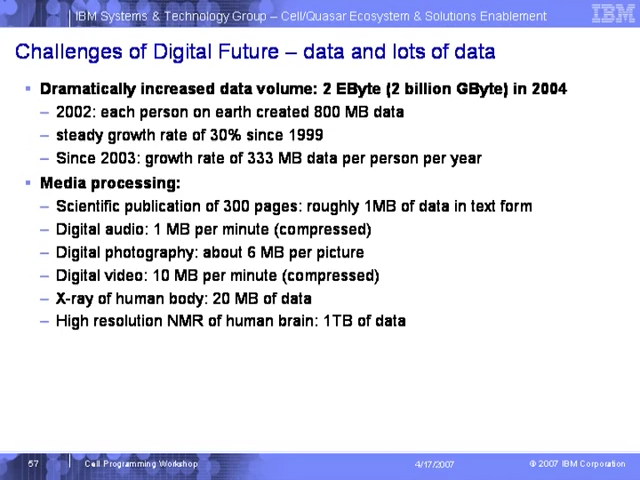 IBM Systems & Technology Group – Cell/Quasar Ecosystem & Solutions Enablement
IBM
Challenges of Digital Future – data and lots of data
▪ Dramatically increased data volume: 2 EByte (2 billion GByte) in 2004
– 2002: each person on earth created 800 MB data
– steady growth rate of 30% since 1999
– Since 2003: growth rate of 333 MB data per person per year
▪ Media processing:
– Scientific publication of 300 pages: roughly 1MB of data in text form
– Digital audio: 1 MB per minute (compressed)
– Digital photography: about 6 MB per picture
– Digital video: 10 MB per minute (compressed)
– X-ray of human body: 20 MB of data
– High resolution NMR of human brain: 1TB of data
57 Cell Programming Workshop 4/17/2007 © 2007 IBM Corporation